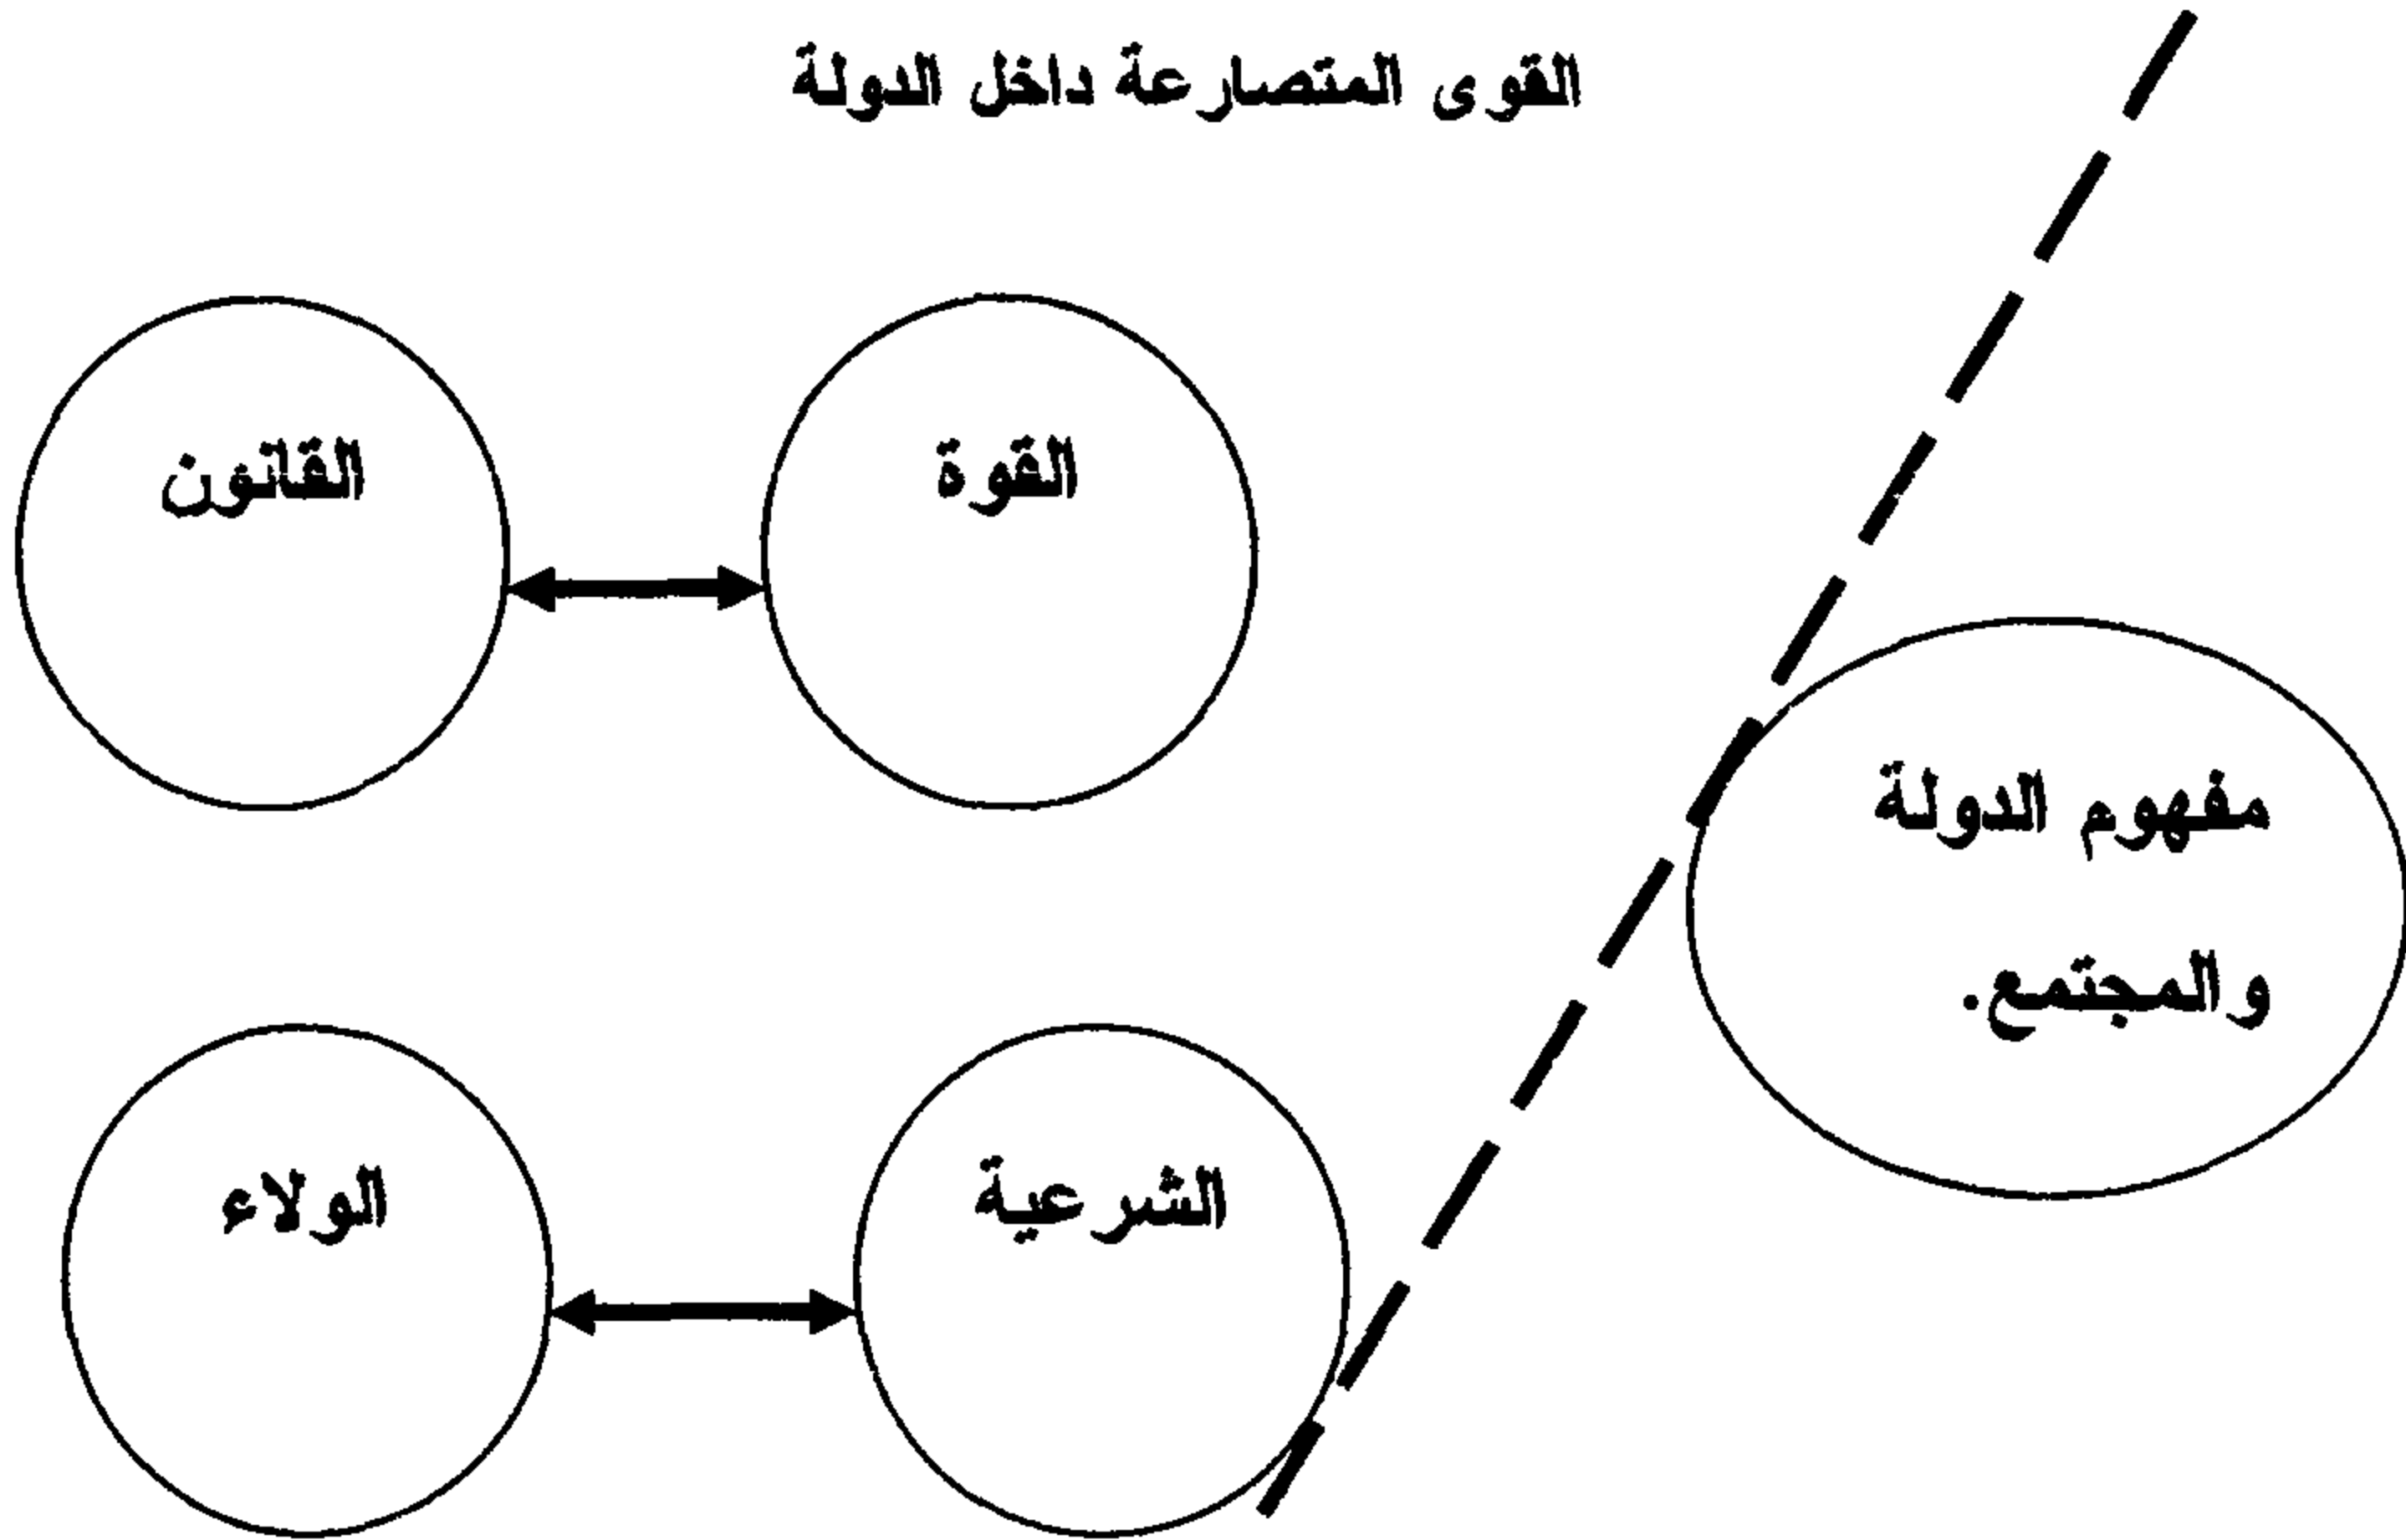 القوى المتصارعة داخل الدولة
القوة
القانون
مفهوم الدولة
والمجتمع.
الشرعية
الولاء